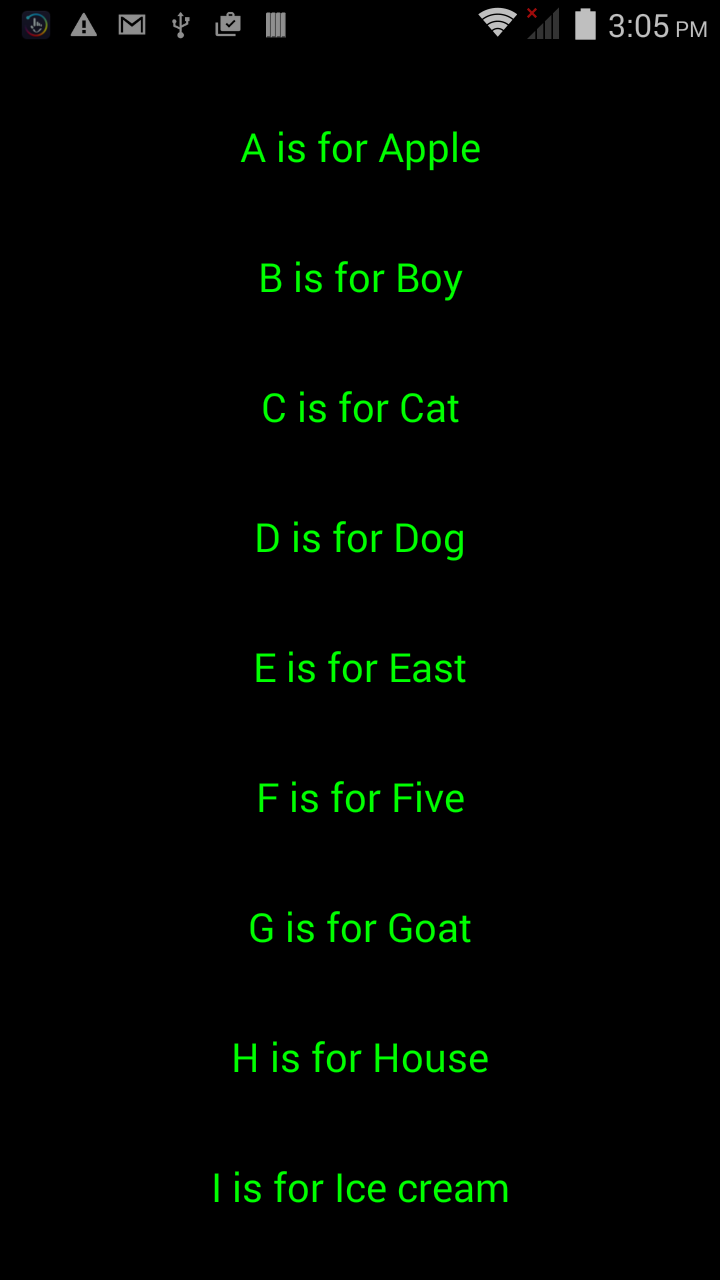 3:05 PM
A is for Apple
B is for Boy
C is for Cat
D is for Dog
E is for East
F is for Five
G is for Goat
H is for House
I is for Ice cream